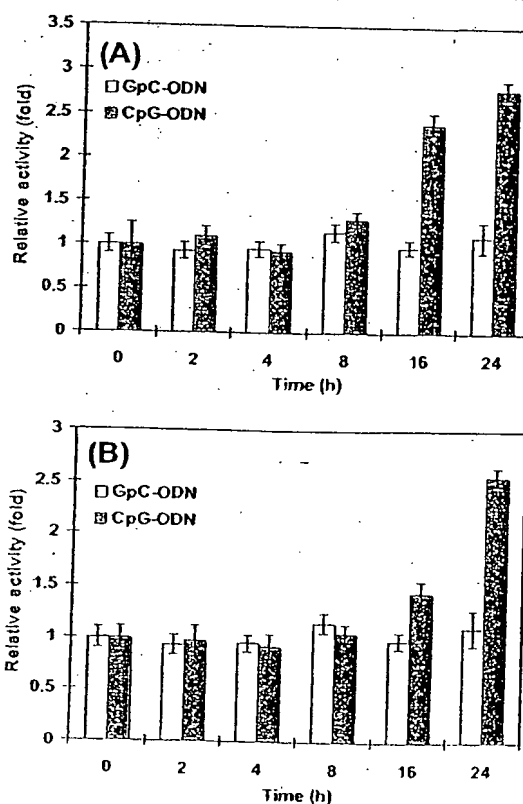 (A)
GpC-ODN
CpG-ODN
Relative activity (fold)
3.5
3
2.5
2
1.5
1
0.5
0
0 2 4 8 16 24
Time (h)
(B)
GpC-ODN
CpG-ODN
Relative activity (fold)
3
2.5
2
1.5
1
0.5
0
0 2 4 8 16 24
Time (h)